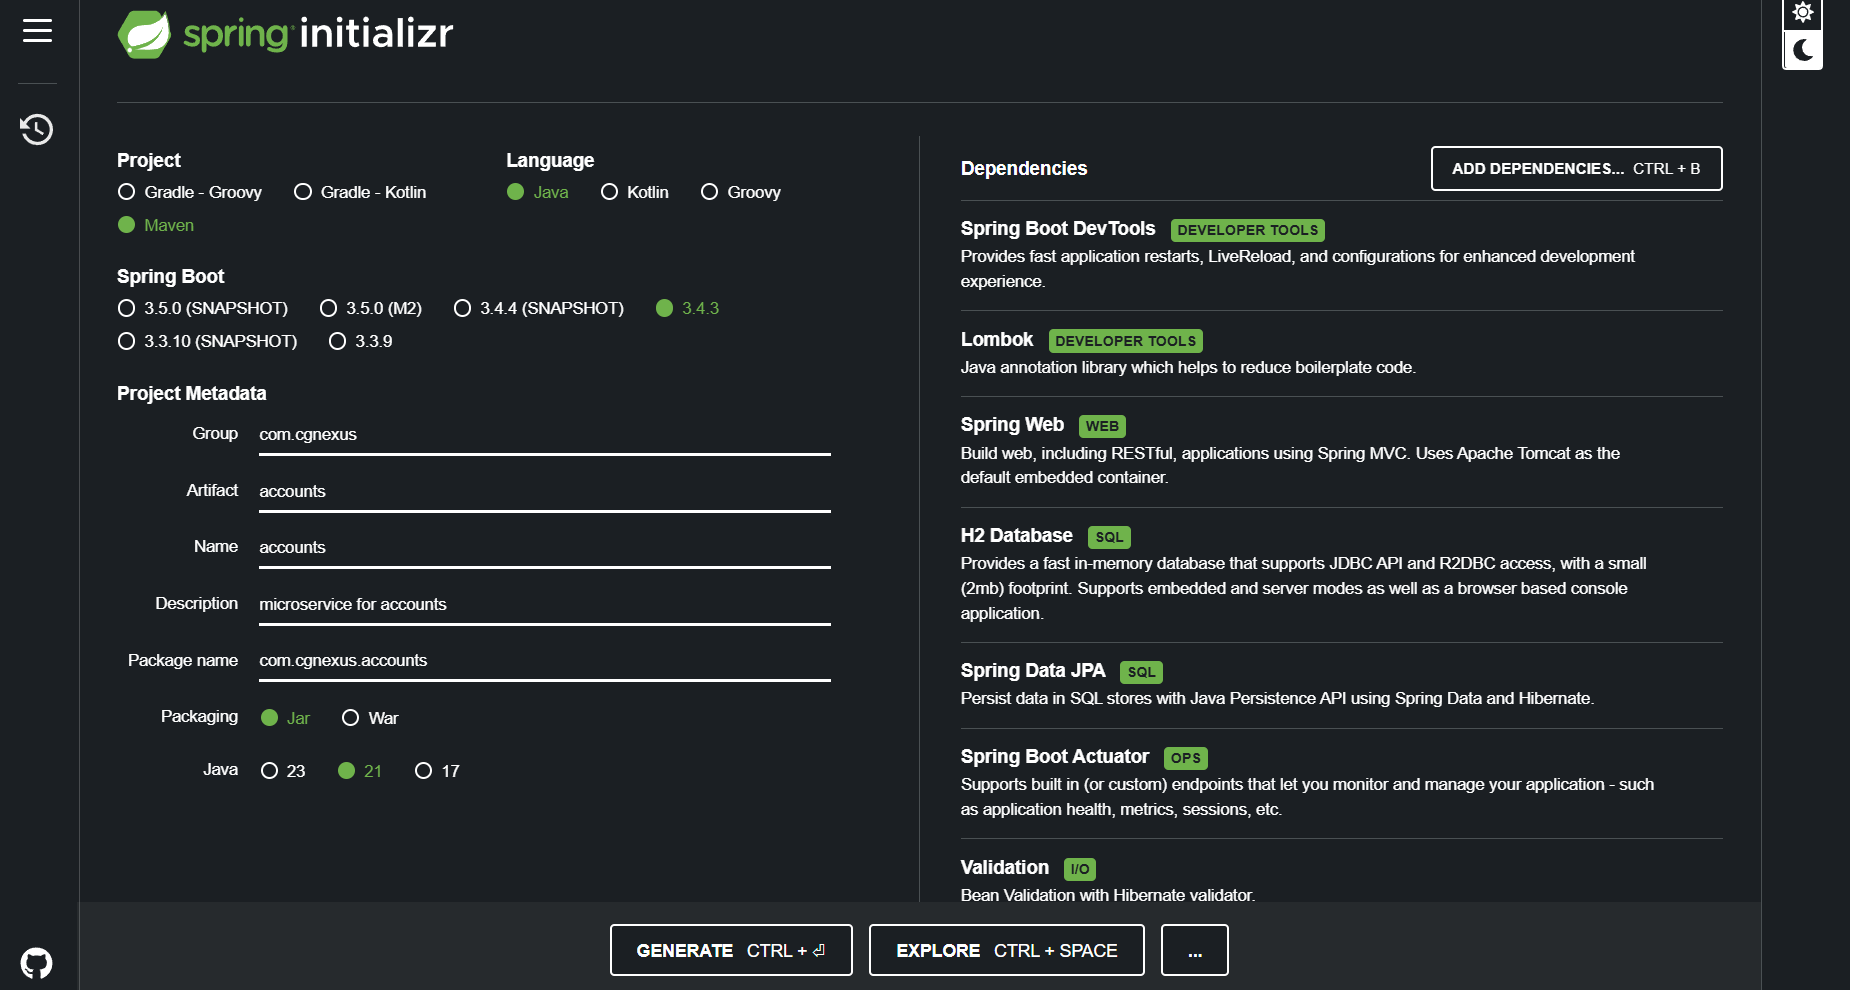 spring initializr
Project
Gradle - Groovy Gradle - Kotlin
Maven
Language
Java Kotlin Groovy
Spring Boot
3.5.0 (SNAPSHOT) 3.5.0 (M2) 3.4.4 (SNAPSHOT) 3.4.3
3.3.10 (SNAPSHOT) 3.3.9
Project Metadata
Group com.cgnexus
Artifact accounts
Name accounts
Description microservice for accounts
Package name com.cgnexus.accounts
Packaging Jar War
Java 23 21 17
Dependencies ADD DEPENDENCIES... CTRL + B
Spring Boot DevTools DEVELOPER TOOLS
Provides fast application restarts, LiveReload, and configurations for enhanced development
experience.
Lombok DEVELOPER TOOLS
Java annotation library which helps to reduce boilerplate code.
Spring Web WEB
Build web, including RESTful, applications using Spring MVC. Uses Apache Tomcat as the
default embedded container.
H2 Database SQL
Provides a fast in-memory database that supports JDBC API and R2DBC access, with a small
(2mb) footprint. Supports embedded and server modes as well as a browser based console
application.
Spring Data JPA SQL
Persist data in SQL stores with Java Persistence API using Spring Data and Hibernate.
Spring Boot Actuator OPS
Supports built in (or custom) endpoints that let you monitor and manage your application - such
as application health, metrics, sessions, etc.
Validation I/O
Bean Validation with Hibernate validator.
GENERATE CTRL + ⏎ EXPLORE CTRL + SPACE ...